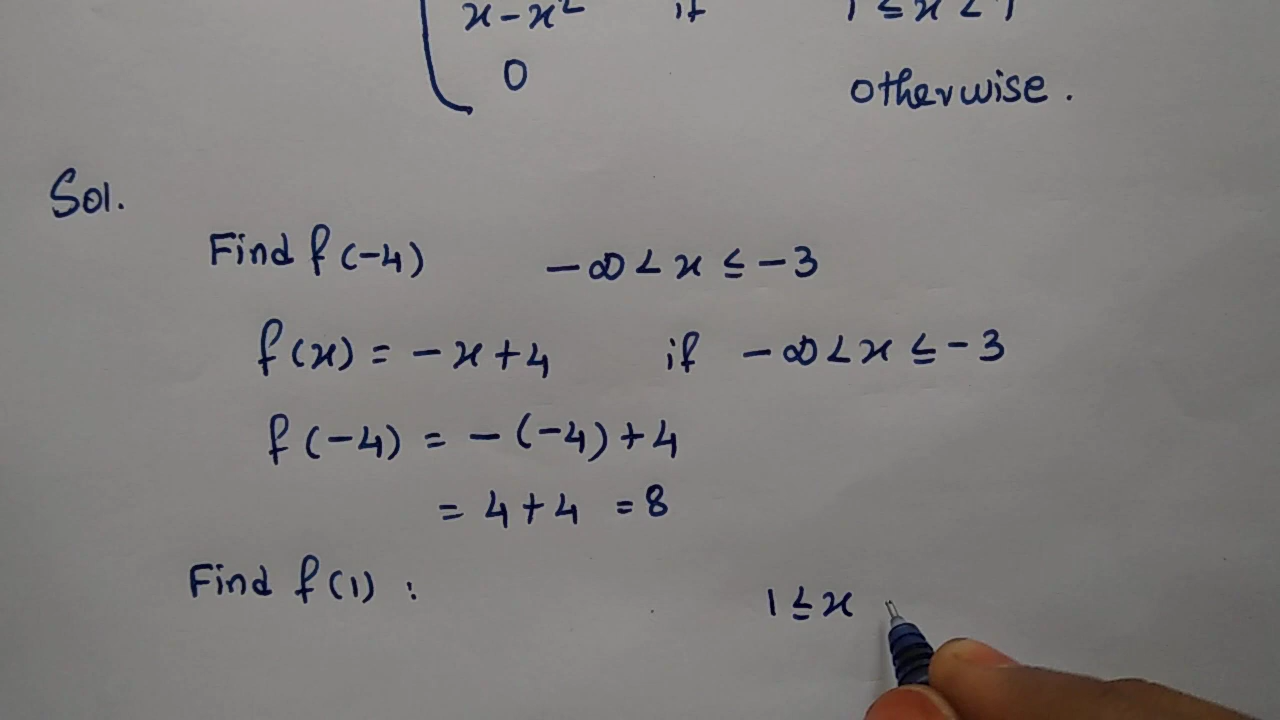 x-x² if 1 ≤ x < 7
0 otherwise.
Sol.
Find f(-4) -∞ < x ≤ -3
f(x) = -x+4 if -∞ < x ≤ -3
f(-4) = -(-4)+4
= 4+4 = 8
Find f(1) : 1 ≤ x